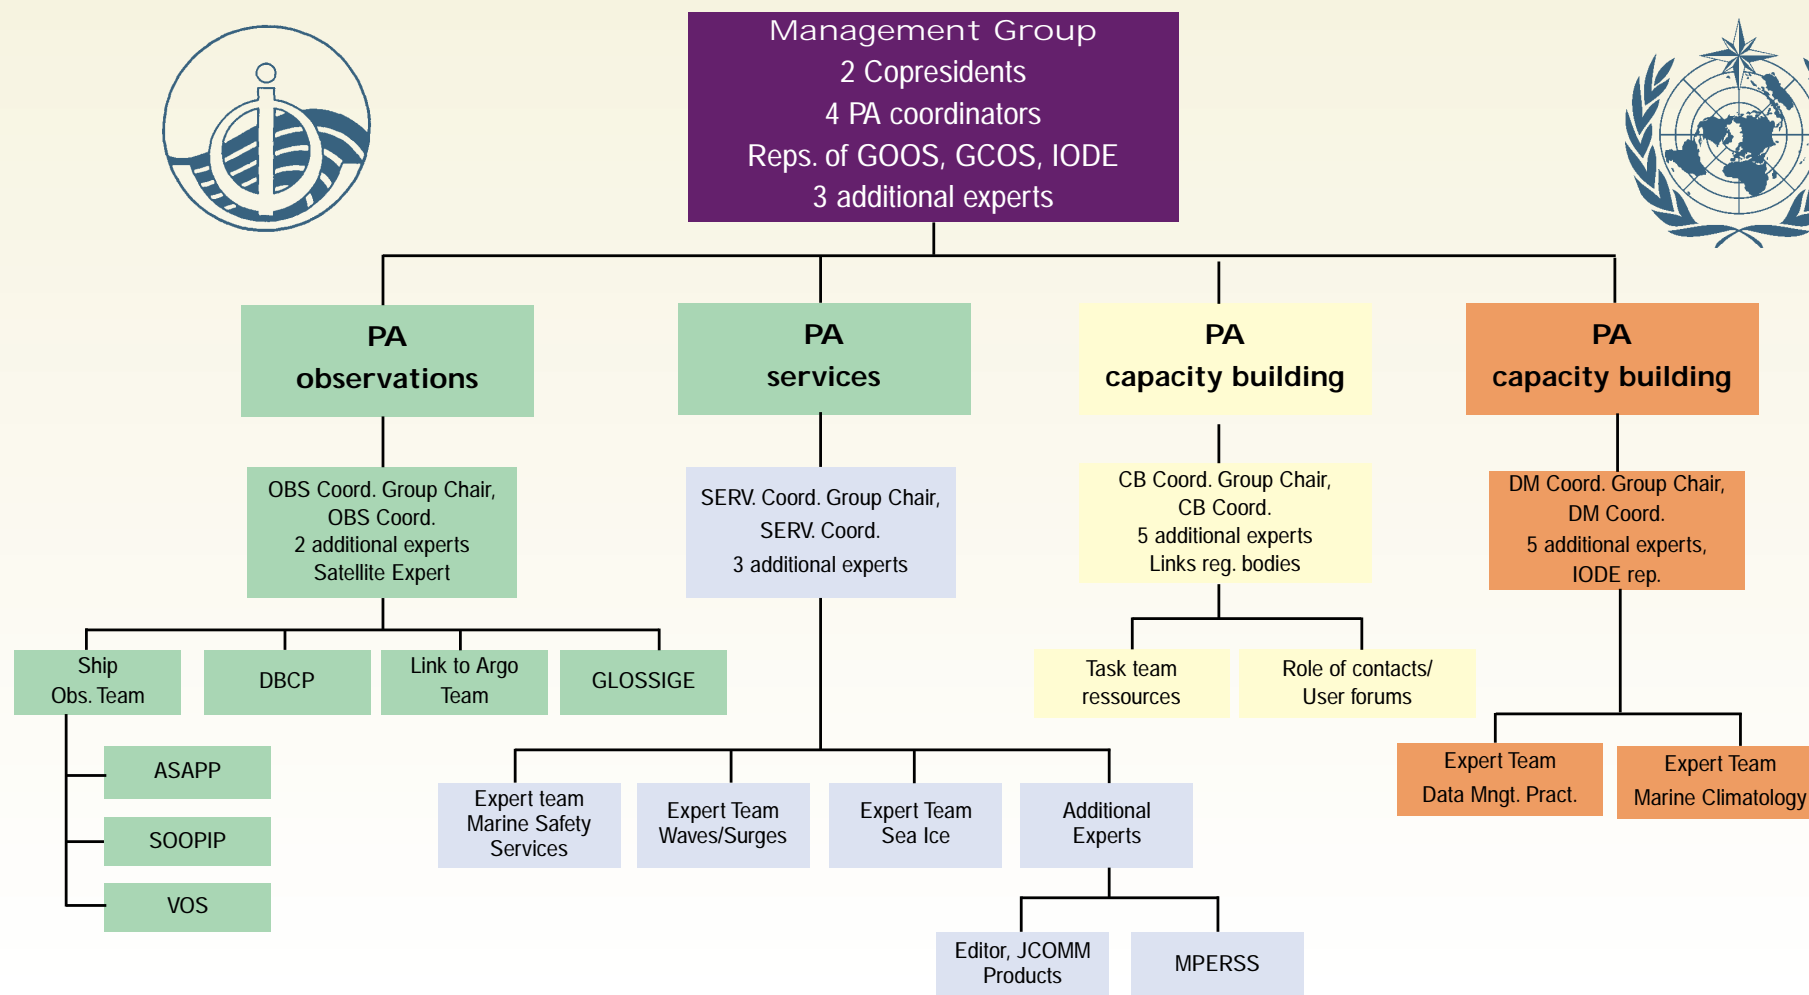 Management Group
2 Copresidents
4 PA coordinators
Reps. of GOOS, GCOS, IODE
3 additional experts
PA
observations
PA
services
PA
capacity building
PA
capacity building
OBS Coord. Group Chair,
OBS Coord.
2 additional experts
Satellite Expert
SERV. Coord. Group Chair,
SERV. Coord.
3 additional experts
CB Coord. Group Chair,
CB Coord.
5 additional experts
Links reg. bodies
DM Coord. Group Chair,
DM Coord.
5 additional experts,
IODE rep.
Ship
Obs. Team
DBCP
Link to Argo
Team
GLOSSIGE
Task team
ressources
Role of contacts/
User forums
ASAPP
SOOPIP
VOS
Expert team
Marine Safety
Services
Expert Team
Waves/Surges
Expert Team
Sea Ice
Additional
Experts
Expert Team
Data Mngt. Pract.
Expert Team
Marine Climatology
Editor, JCOMM
Products
MPERSS